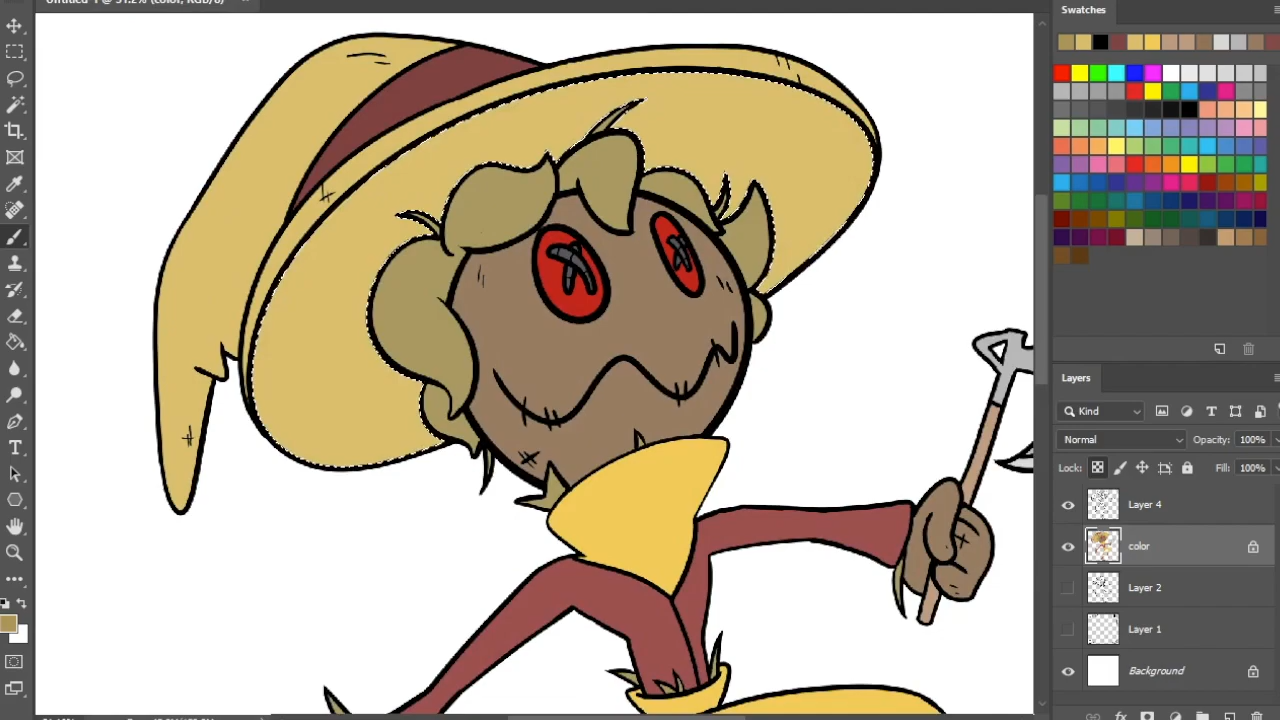 Swatches
Layers
Kind
Normal
Opacity: 100%
Lock:
Fill: 100%
Layer 4
color
Layer 2
Layer 1
Background